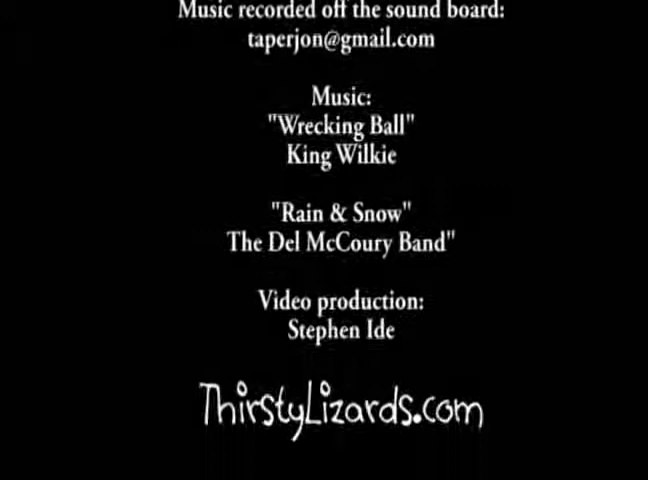 Music recorded off the sound board:
taperjon@gmail.com
Music:
"Wrecking Ball"
King Wilkie
"Rain & Snow"
The Del McCoury Band"
Video production:
Stephen Ide
ThirstyLizards.com